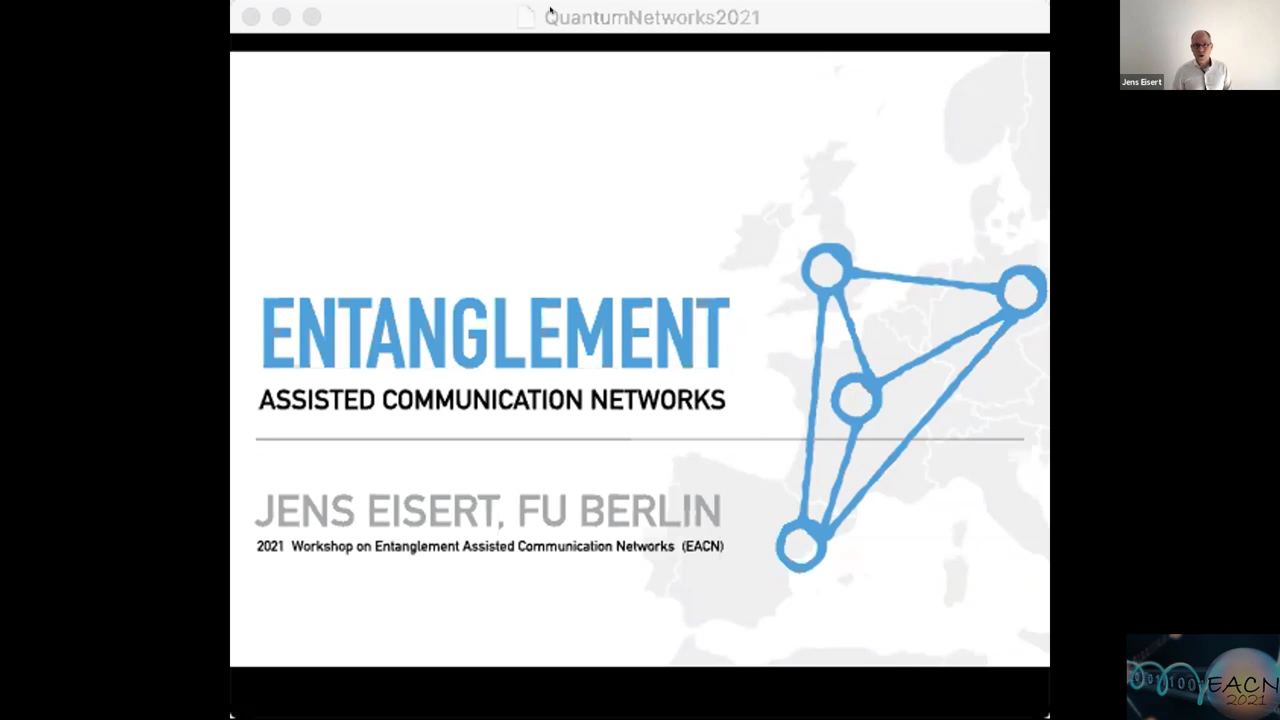 QuantumNetworks2021
Jens Eisert
ENTANGLEMENT
ASSISTED COMMUNICATION NETWORKS
JENS EISERT, FU BERLIN
2021 Workshop on Entanglement Assisted Communication Networks (EACN)
EACN
2021